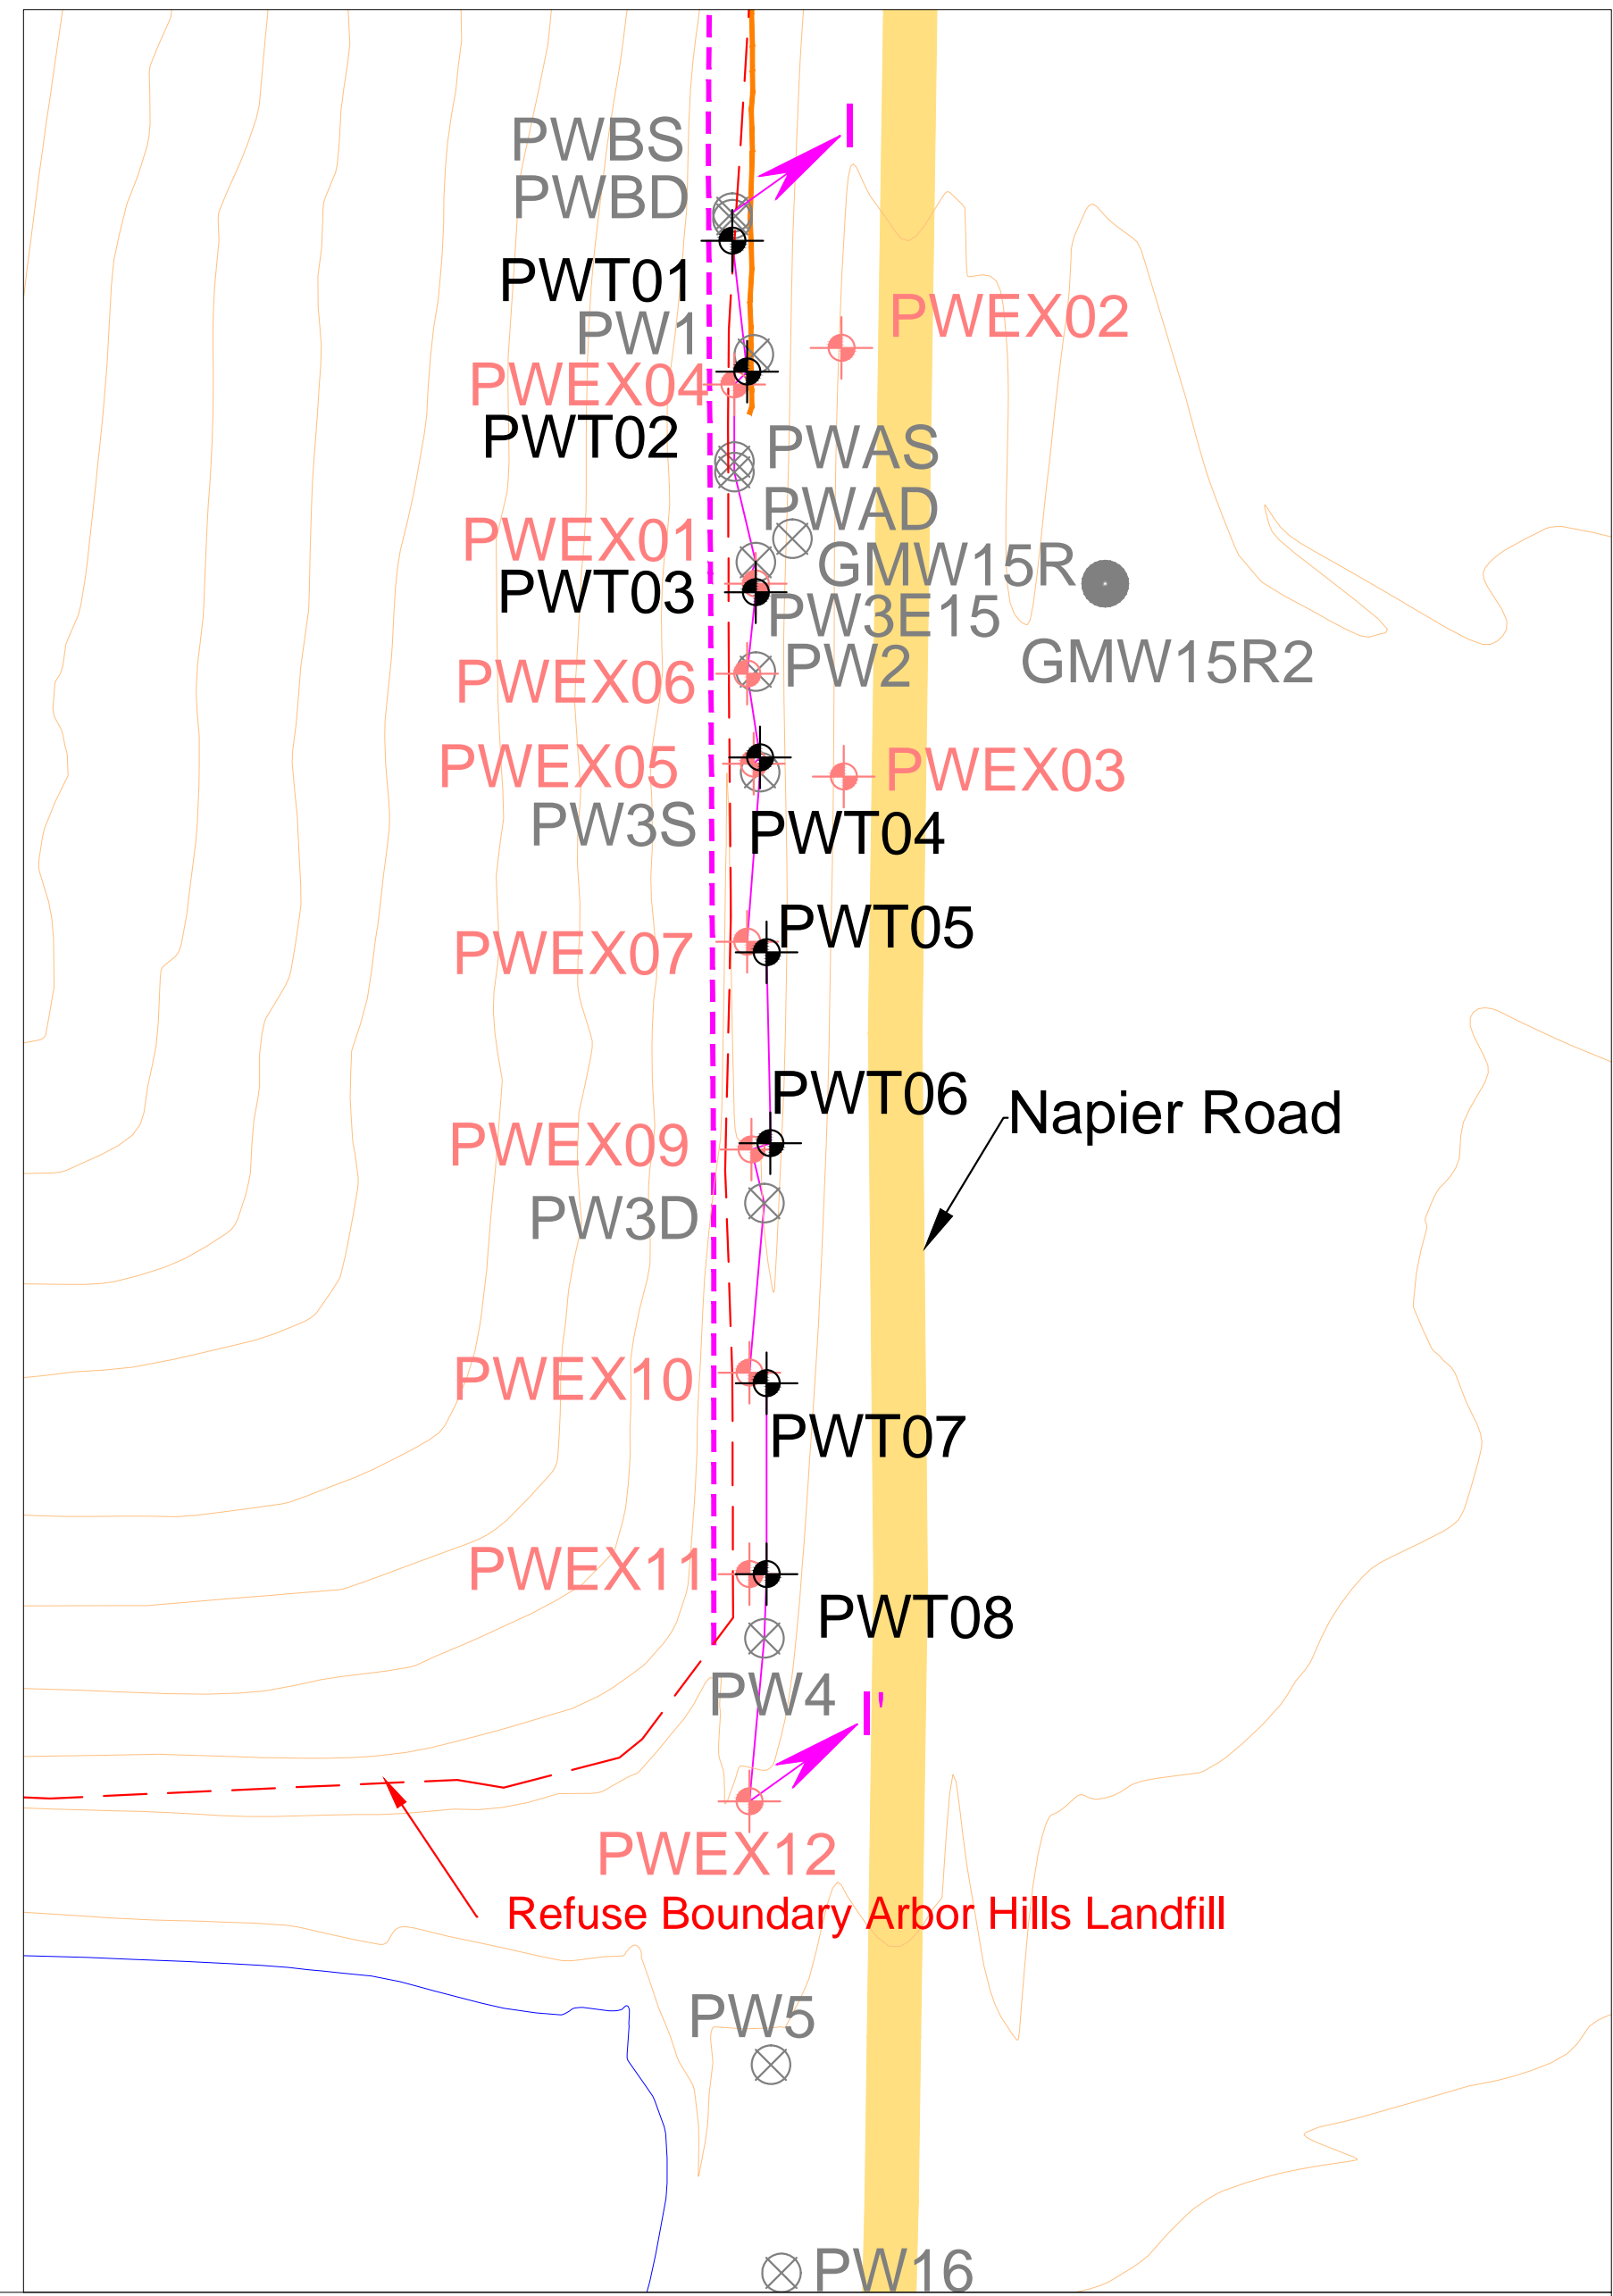 I
PWBS
PWBD
PWT01
PWEX02
PW1
PWEX04
PWT02
PWAS
PWAD
PWEX01
GMW15R
PWT03
PW3E15
GMW15R2
PW2
PWEX06
PWEX05
PWEX03
PW3S
PWT04
PWT05
PWEX07
PWT06
Napier Road
PWEX09
PW3D
PWEX10
PWT07
PWEX11
PWT08
PW4
I'
PWEX12
Refuse Boundary Arbor Hills Landfill
PW5
PW16